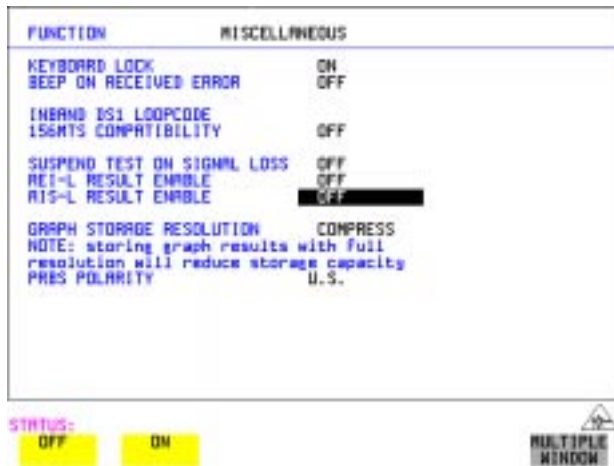 FUNCTION MISCELLANEOUS
KEYBOARD LOCK ON
BEEP ON RECEIVED ERROR OFF
INBAND DS1 LOOPCODE
156MTS COMPATIBILITY OFF
SUSPEND TEST ON SIGNAL LOSS OFF
REI-L RESULT ENABLE OFF
AIS-L RESULT ENABLE OFF
GRAPH STORAGE RESOLUTION COMPRESS
NOTE: storing graph results with full
resolution will reduce storage capacity
PRBS POLARITY U.S.
STATUS:
OFF ON MULTIPLE
WINDOW